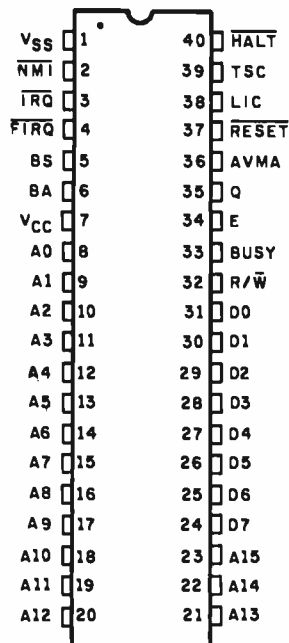 VSS 1 40 HALT
NMI 2 39 TSC
IRQ 3 38 LIC
FIRQ 4 37 RESET
BS 5 36 AVMA
BA 6 35 Q
VCC 7 34 E
A0 8 33 BUSY
A1 9 32 R/W̅
A2 10 31 D0
A3 11 30 D1
A4 12 29 D2
A5 13 28 D3
A6 14 27 D4
A7 15 26 D5
A8 16 25 D6
A9 17 24 D7
A10 18 23 A15
A11 19 22 A14
A12 20 21 A13